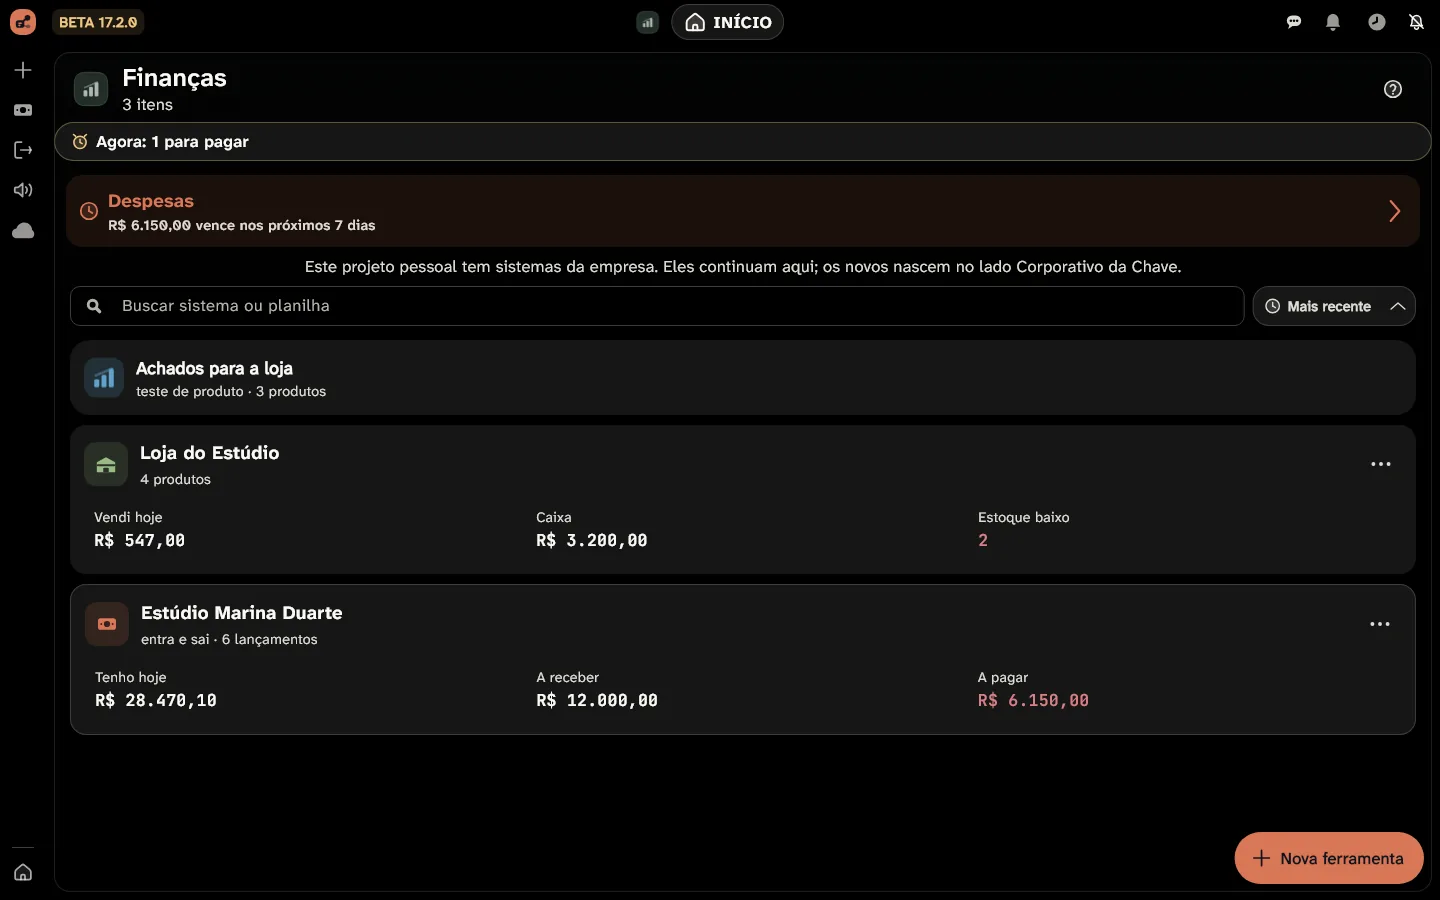 BETA 17.2.0
INÍCIO
Finanças
3 itens
Agora: 1 para pagar
Despesas
R$ 6.150,00 vence nos próximos 7 dias
Este projeto pessoal tem sistemas da empresa. Eles continuam aqui; os novos nascem no lado Corporativo da Chave.
Buscar sistema ou planilha
Mais recente
Achados para a loja
teste de produto · 3 produtos
Loja do Estúdio
4 produtos
Vendi hoje
Caixa
Estoque baixo
R$ 547,00
R$ 3.200,00
2
Estúdio Marina Duarte
entra e sai · 6 lançamentos
Tenho hoje
A receber
A pagar
R$ 28.470,10
R$ 12.000,00
R$ 6.150,00
Nova ferramenta